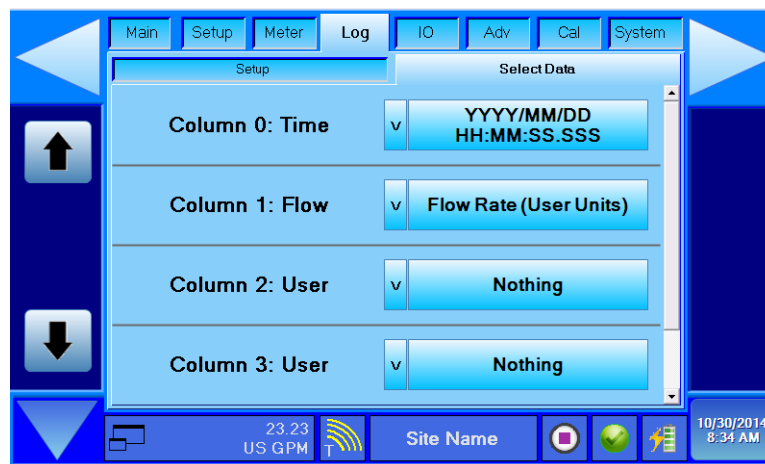 Main Setup Meter Log IO Adv Cal System
Setup Select Data
Column 0: Time v YYYY/MM/DD
HH:MM:SS.SSS
Column 1: Flow v Flow Rate (User Units)
Column 2: User v Nothing
Column 3: User v Nothing
23.23
US GPM T Site Name
10/30/2014
8:34 AM